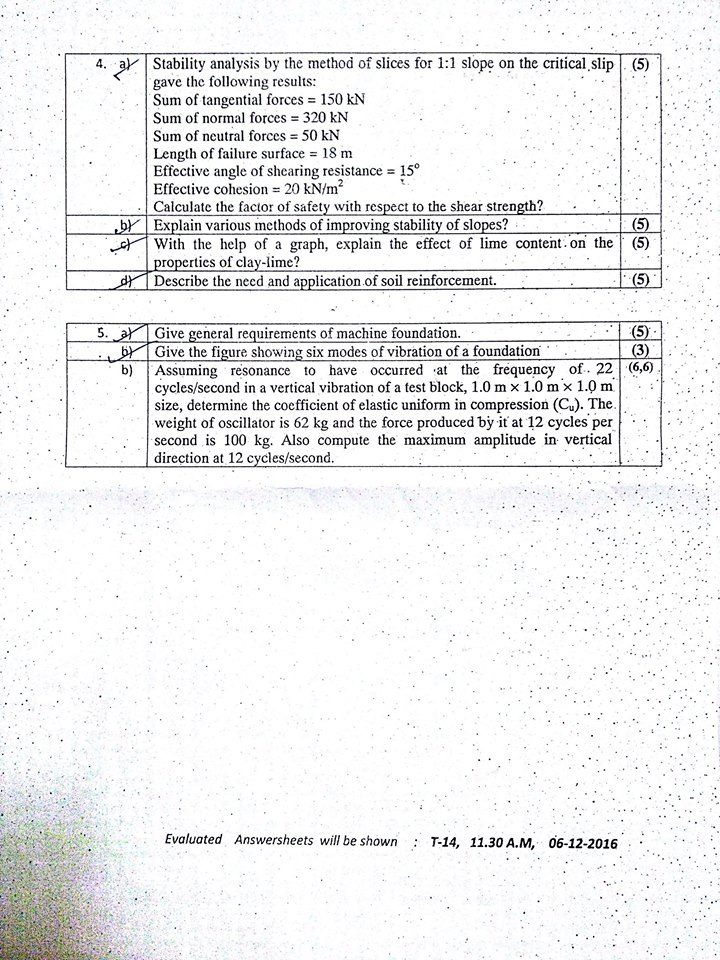 4. a) Stability analysis by the method of slices for 1:1 slope on the critical slip (5)
gave the following results:
Sum of tangential forces = 150 kN
Sum of normal forces = 320 kN
Sum of neutral forces = 50 kN
Length of failure surface = 18 m
Effective angle of shearing resistance = 15°
Effective cohesion = 20 kN/m²
Calculate the factor of safety with respect to the shear strength?
b) Explain various methods of improving stability of slopes? (5)
c) With the help of a graph, explain the effect of lime content on the (5)
properties of clay-lime?
d) Describe the need and application of soil reinforcement. (5)
5. a) Give general requirements of machine foundation. (5)
b) Give the figure showing six modes of vibration of a foundation (3)
b) Assuming resonance to have occurred at the frequency of 22 (6,6)
cycles/second in a vertical vibration of a test block, 1.0 m × 1.0 m × 1.0 m
size, determine the coefficient of elastic uniform in compression (Cᵤ). The
weight of oscillator is 62 kg and the force produced by it at 12 cycles per
second is 100 kg. Also compute the maximum amplitude in vertical
direction at 12 cycles/second.
Evaluated Answersheets will be shown : T-14, 11.30 A.M, 06-12-2016